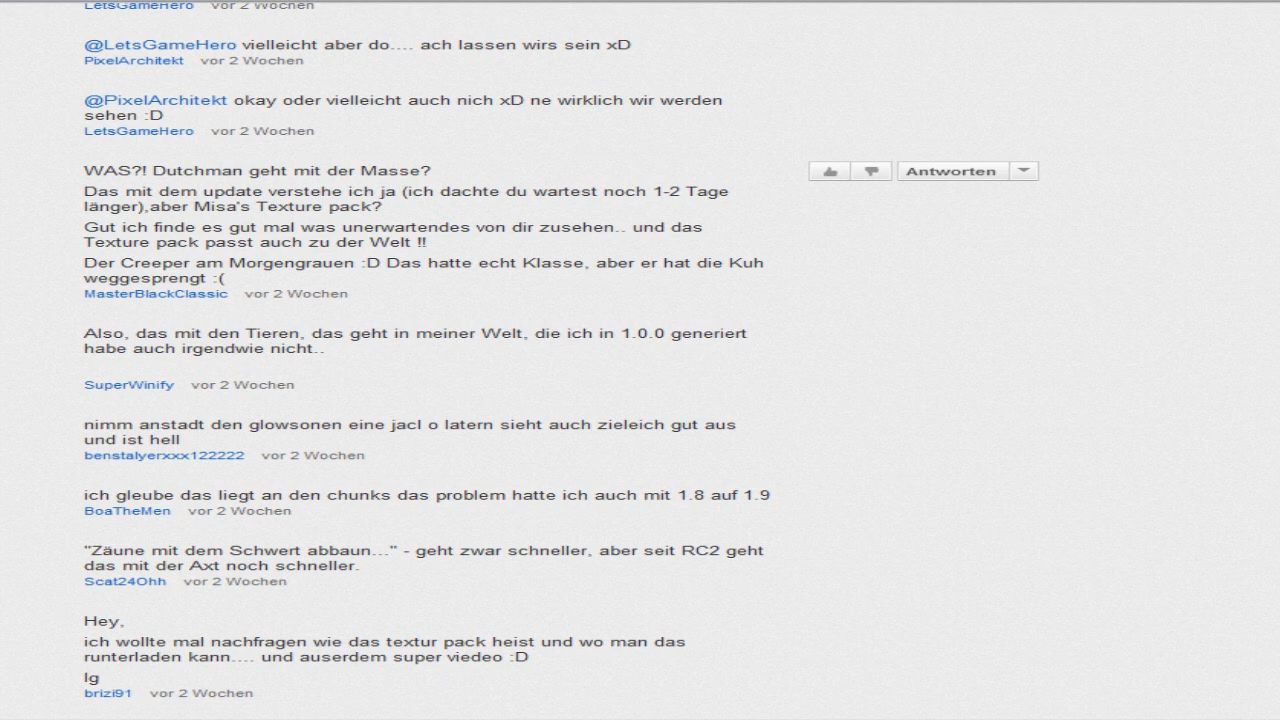 LetsGameHero vor 2 Wochen
@LetsGameHero vielleicht aber do.... ach lassen wirs sein xD
PixelArchitekt vor 2 Wochen
@PixelArchitekt okay oder vielleicht auch nich xD ne wirklich wir werden
sehen :D
LetsGameHero vor 2 Wochen
WAS?! Dutchman geht mit der Masse?
Antworten
Das mit dem update verstehe ich ja (ich dachte du wartest noch 1-2 Tage
länger),aber Misa's Texture pack?
Gut ich finde es gut mal was unerwartendes von dir zusehen.. und das
Texture pack passt auch zu der Welt !!
Der Creeper am Morgengrauen :D Das hatte echt Klasse, aber er hat die Kuh
weggesprengt :(
MasterBlackClassic vor 2 Wochen
Also, das mit den Tieren, das geht in meiner Welt, die ich in 1.0.0 generiert
habe auch irgendwie nicht..
SuperWinify vor 2 Wochen
nimm anstadt den glowsonen eine jacl o latern sieht auch zieleich gut aus
und ist hell
benstalyerxxx122222 vor 2 Wochen
ich gleube das liegt an den chunks das problem hatte ich auch mit 1.8 auf 1.9
BoaTheMen vor 2 Wochen
"Zäune mit dem Schwert abbaun..." - geht zwar schneller, aber seit RC2 geht
das mit der Axt noch schneller.
Scat24Ohh vor 2 Wochen
Hey,
ich wollte mal nachfragen wie das textur pack heist und wo man das
runterladen kann.... und auserdem super viedeo :D
lg
brizi91 vor 2 Wochen